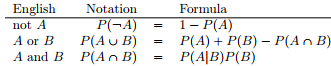 English Notation Formula
not A P(¬A) = 1 − P(A)
A or B P(A ∪ B) = P(A) + P(B) − P(A ∩ B)
A and B P(A ∩ B) = P(A|B)P(B)